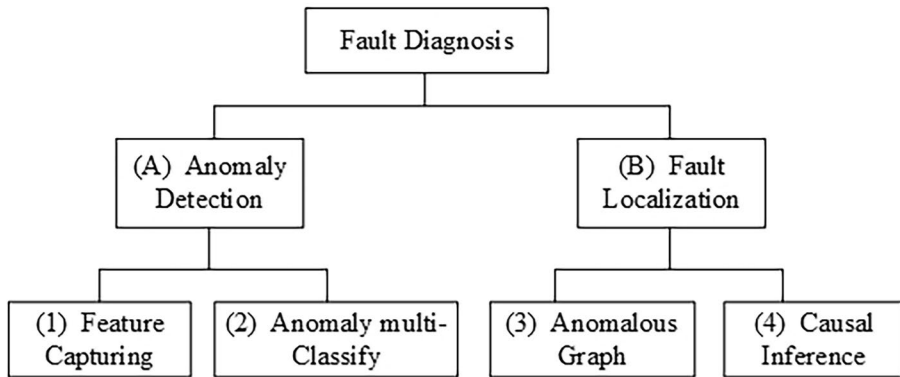 Fault Diagnosis
(A) Anomaly
Detection
(B) Fault
Localization
(1) Feature
Capturing
(2) Anomaly multi-
Classify
(3) Anomalous
Graph
(4) Causal
Inference